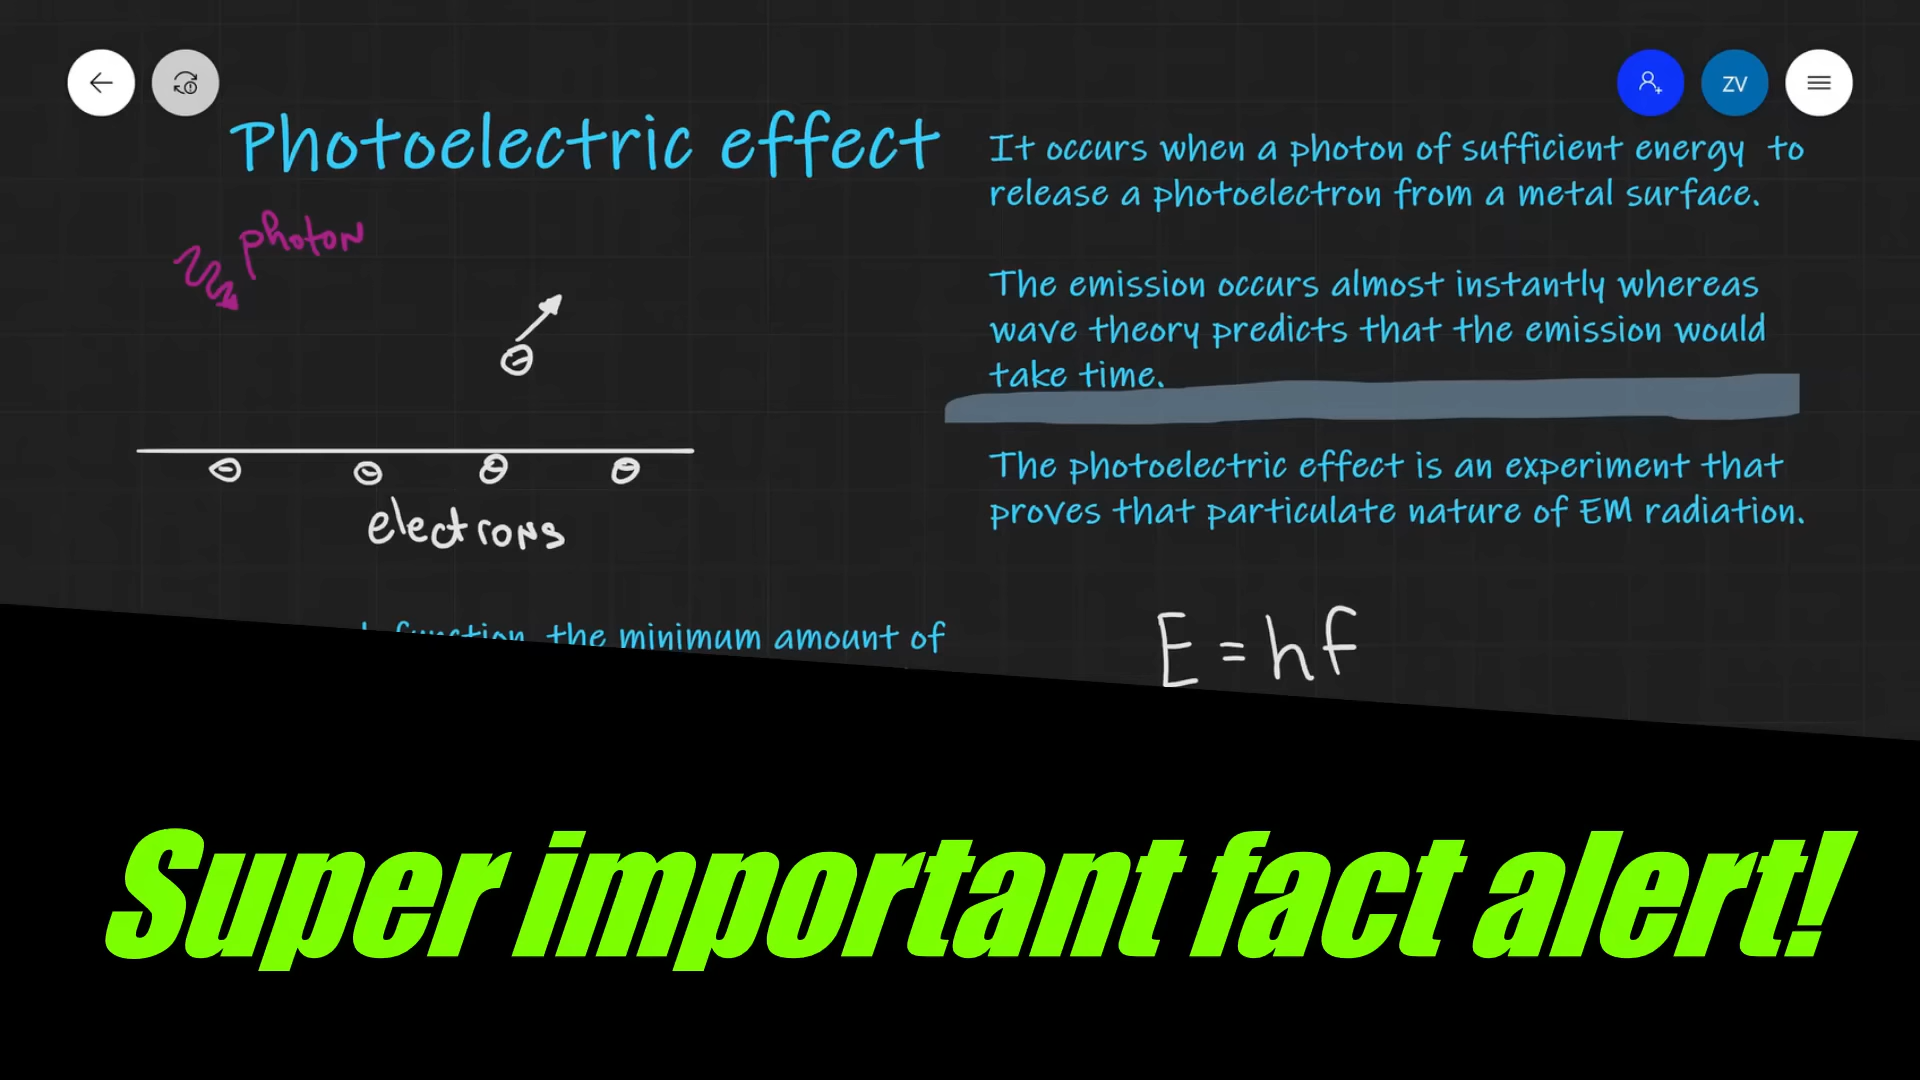 ZV
Photoelectric effect
photon
electrons
function, the minimum amount of
It occurs when a photon of sufficient energy to
release a photoelectron from a metal surface.
The emission occurs almost instantly whereas
wave theory predicts that the emission would
take time.
The photoelectric effect is an experiment that
proves that particulate nature of EM radiation.
E = hf
Super important fact alert!